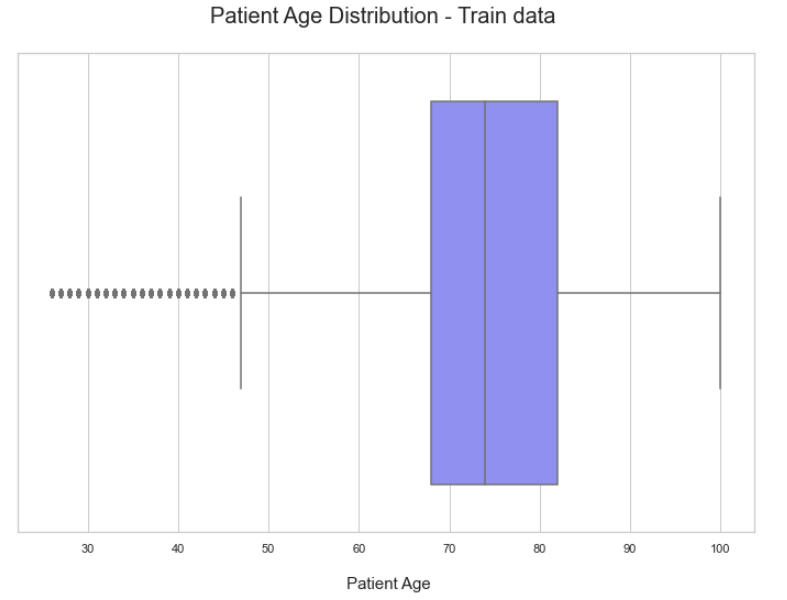 Patient Age Distribution - Train data
30 40 50 60 70 80 90 100
Patient Age